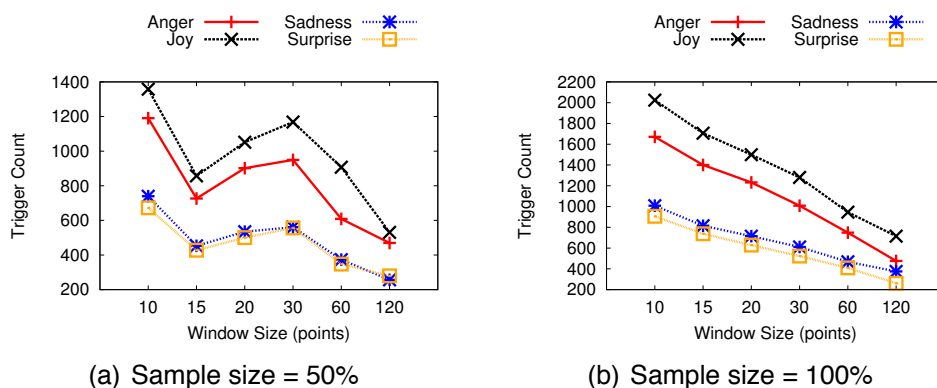 Anger Sadness
Joy Surprise
1400
1200
1000
800
600
400
200
Trigger Count
10 15 20 30 60 120
Window Size (points)
(a) Sample size = 50%
Anger Sadness
Joy Surprise
2200
2000
1800
1600
1400
1200
1000
800
600
400
200
Trigger Count
10 15 20 30 60 120
Window Size (points)
(b) Sample size = 100%